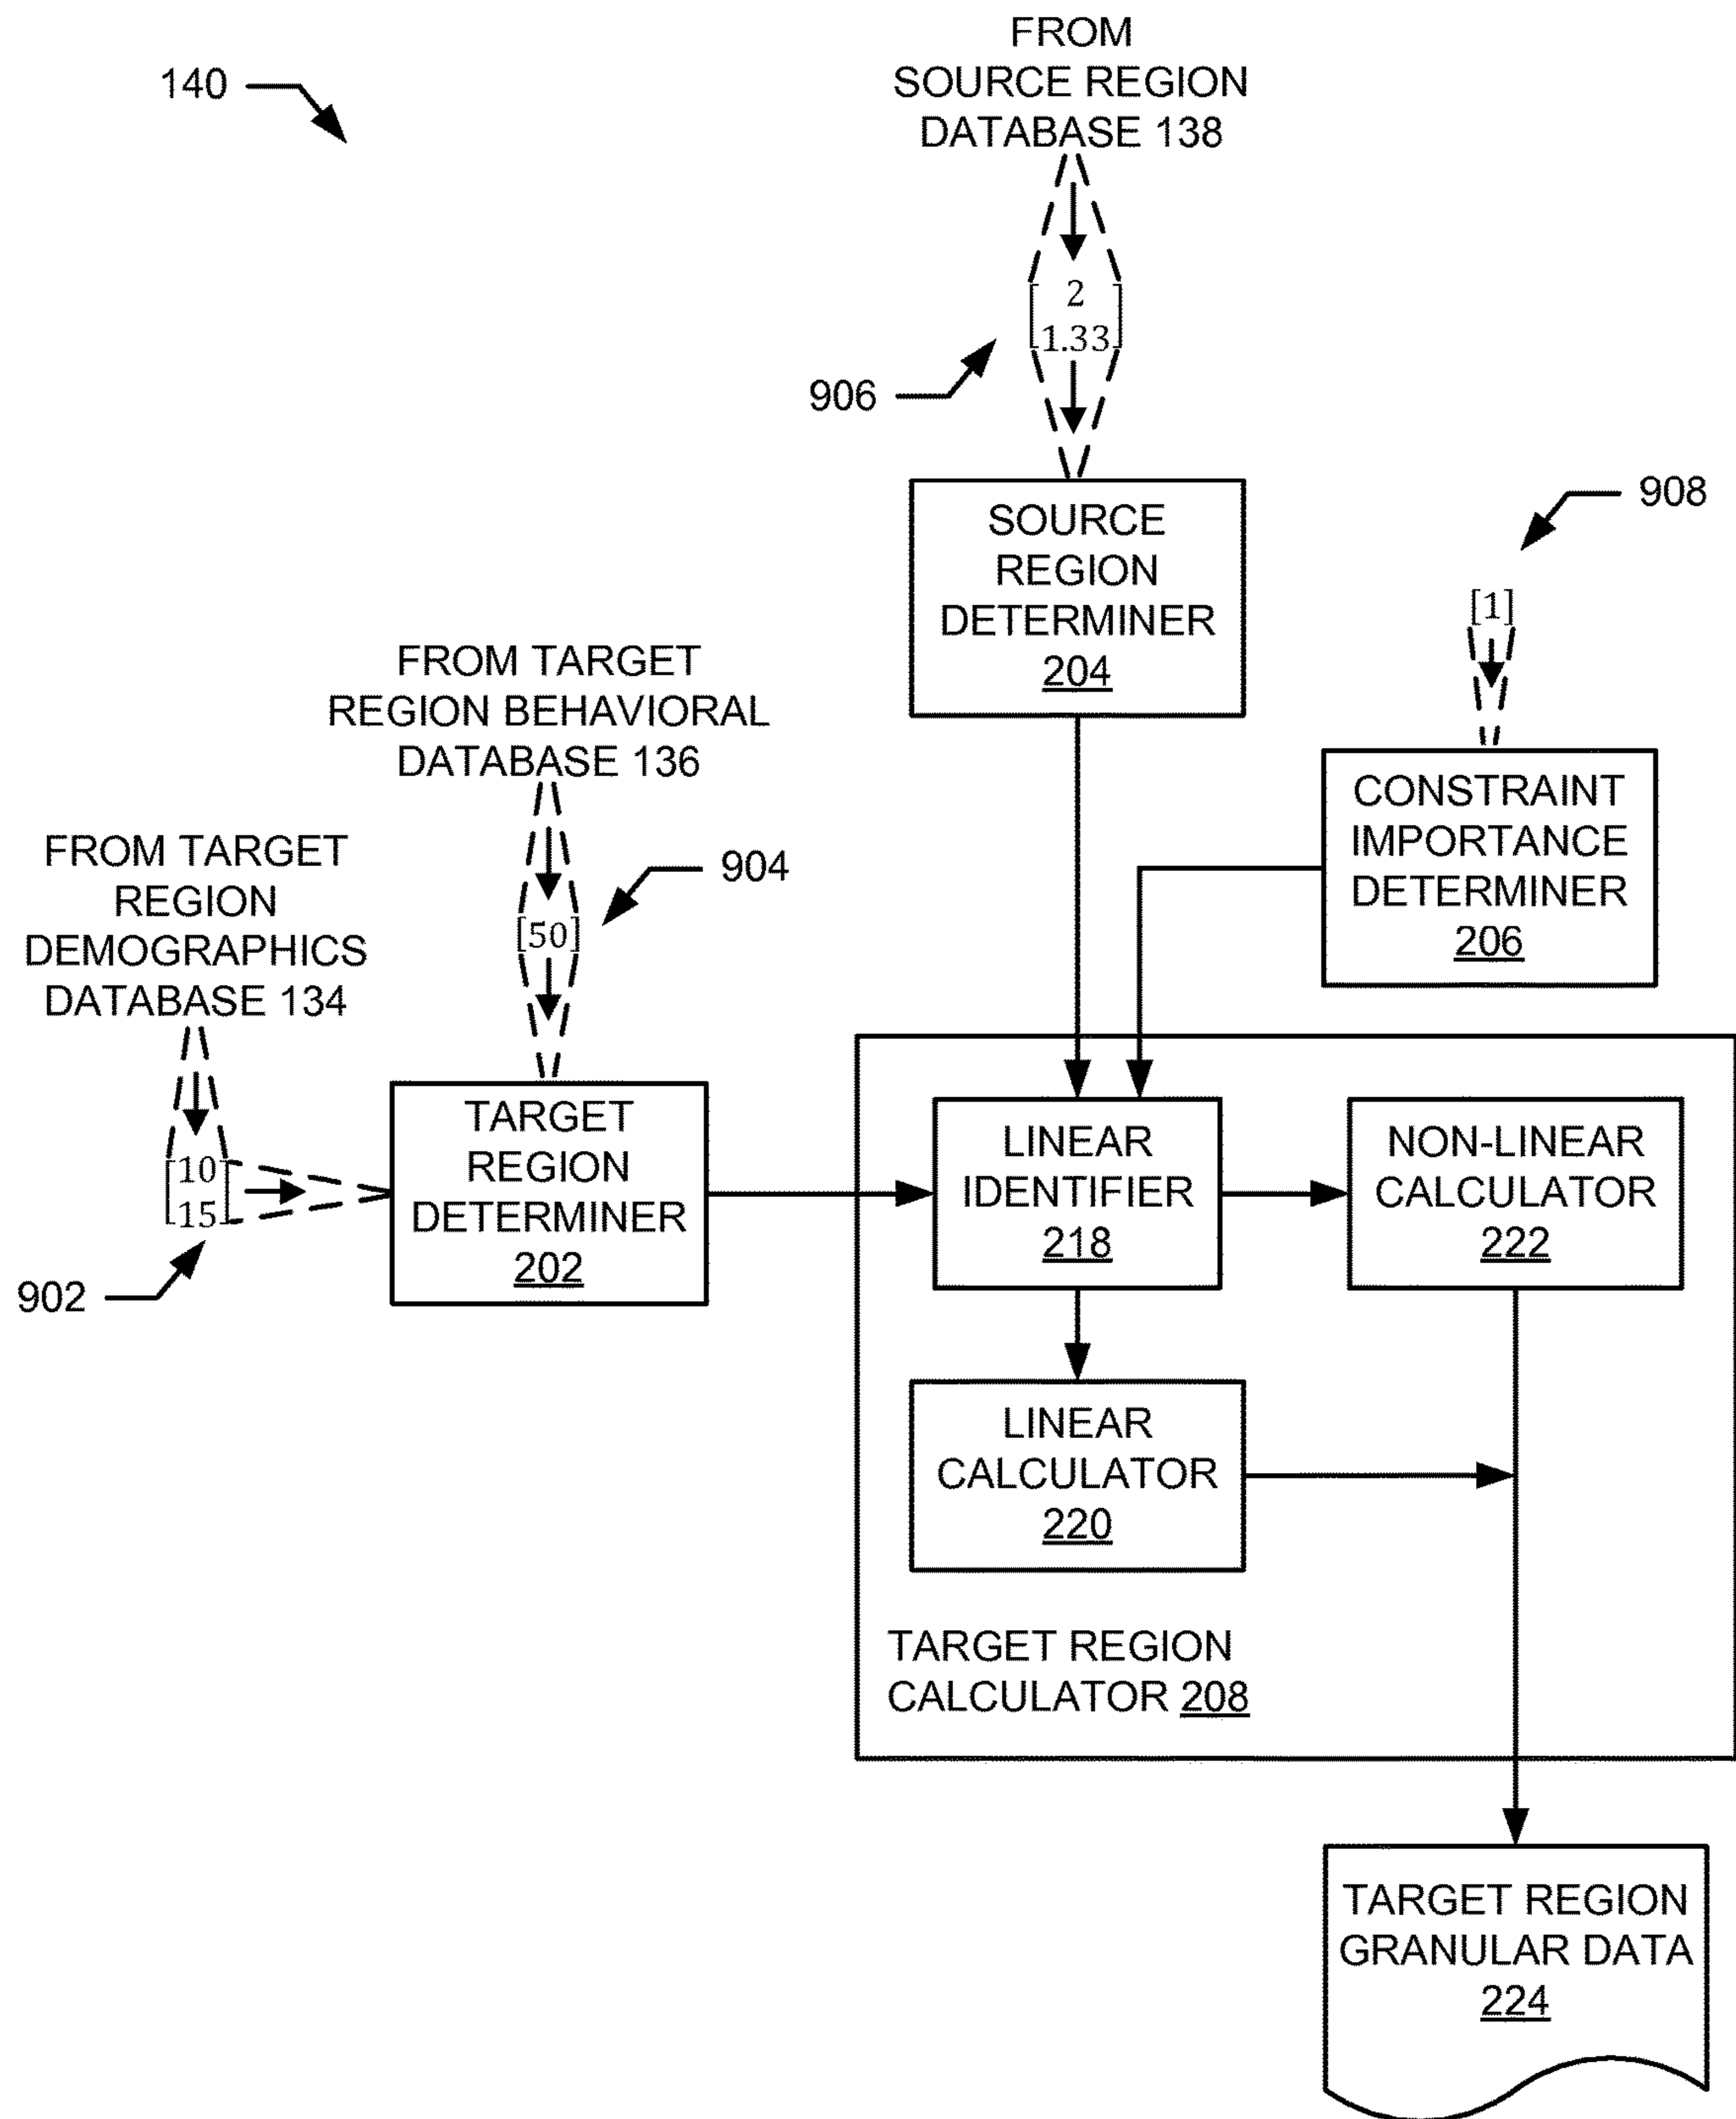 140
FROM
SOURCE REGION
DATABASE 138
2
1.33
906
SOURCE
REGION
DETERMINER
204
908
[1]
CONSTRAINT
IMPORTANCE
DETERMINER
206
FROM TARGET
REGION BEHAVIORAL
DATABASE 136
904
[50]
FROM TARGET
REGION
DEMOGRAPHICS
DATABASE 134
10
15
902
TARGET
REGION
DETERMINER
202
LINEAR
IDENTIFIER
218
NON-LINEAR
CALCULATOR
222
LINEAR
CALCULATOR
220
TARGET REGION
CALCULATOR 208
TARGET REGION
GRANULAR DATA
224